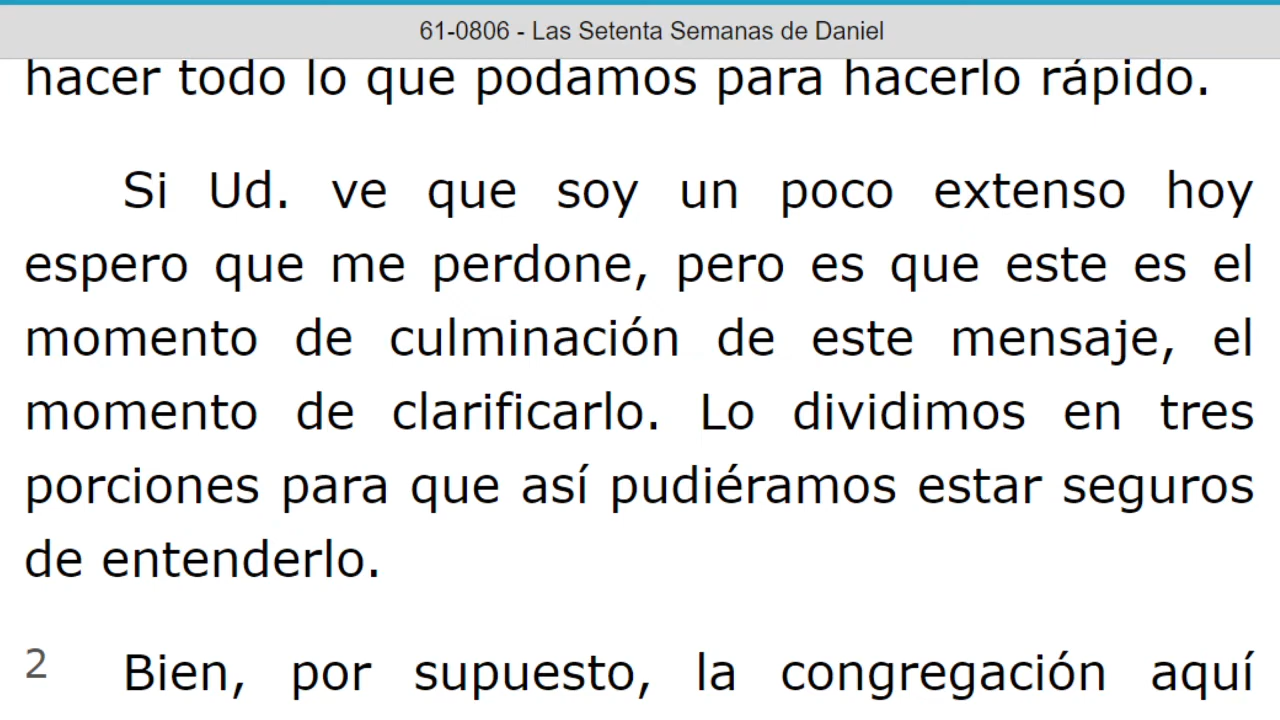 61-0806 - Las Setenta Semanas de Daniel
hacer todo lo que podamos para hacerlo rápido.
Si Ud. ve que soy un poco extenso hoy
espero que me perdone, pero es que este es el
momento de culminación de este mensaje, el
momento de clarificarlo. Lo dividimos en tres
porciones para que así pudiéramos estar seguros
de entenderlo.
2 Bien, por supuesto, la congregación aquí